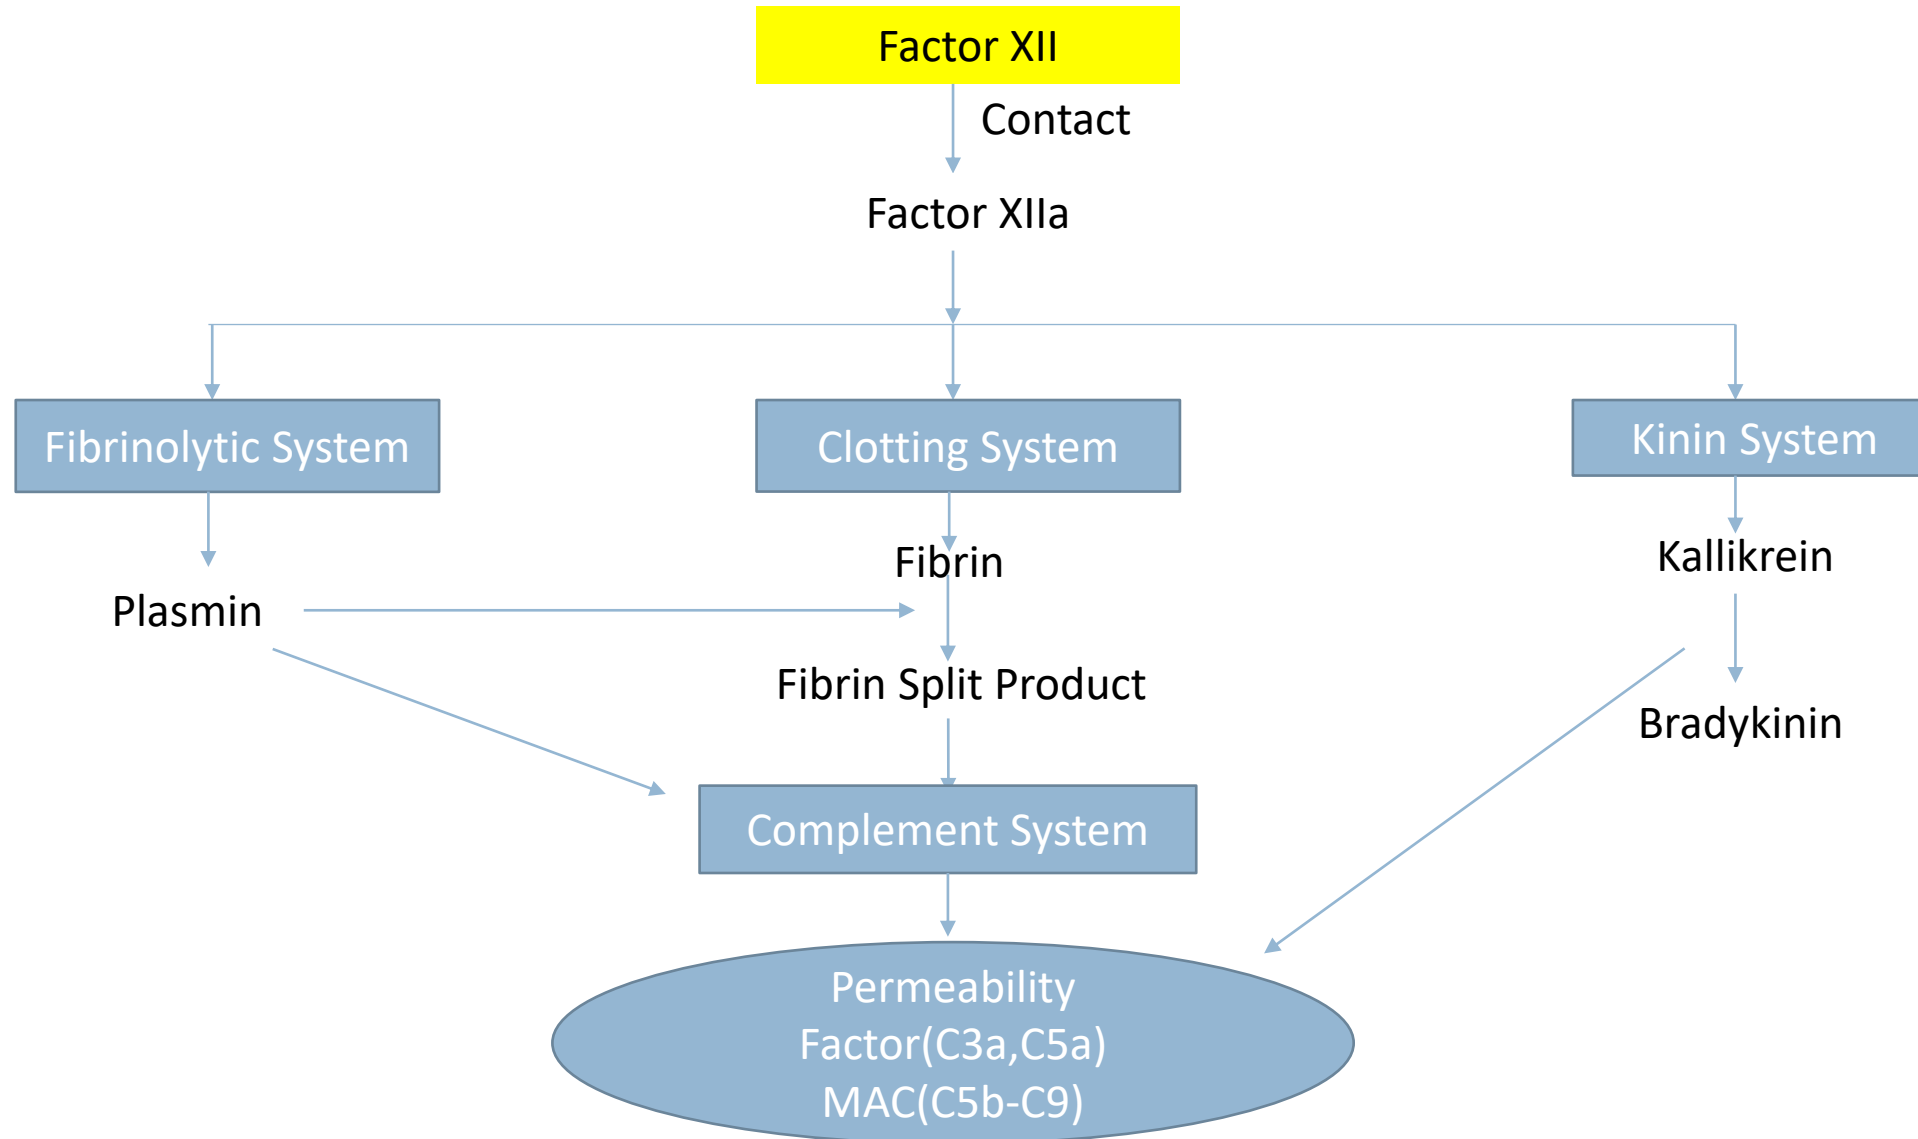 Factor XII
Contact
Factor XIIa
Fibrinolytic System
Clotting System
Kinin System
Fibrin
Kallikrein
Plasmin
Fibrin Split Product
Bradykinin
Complement System
Permeability
Factor(C3a,C5a)
MAC(C5b-C9)